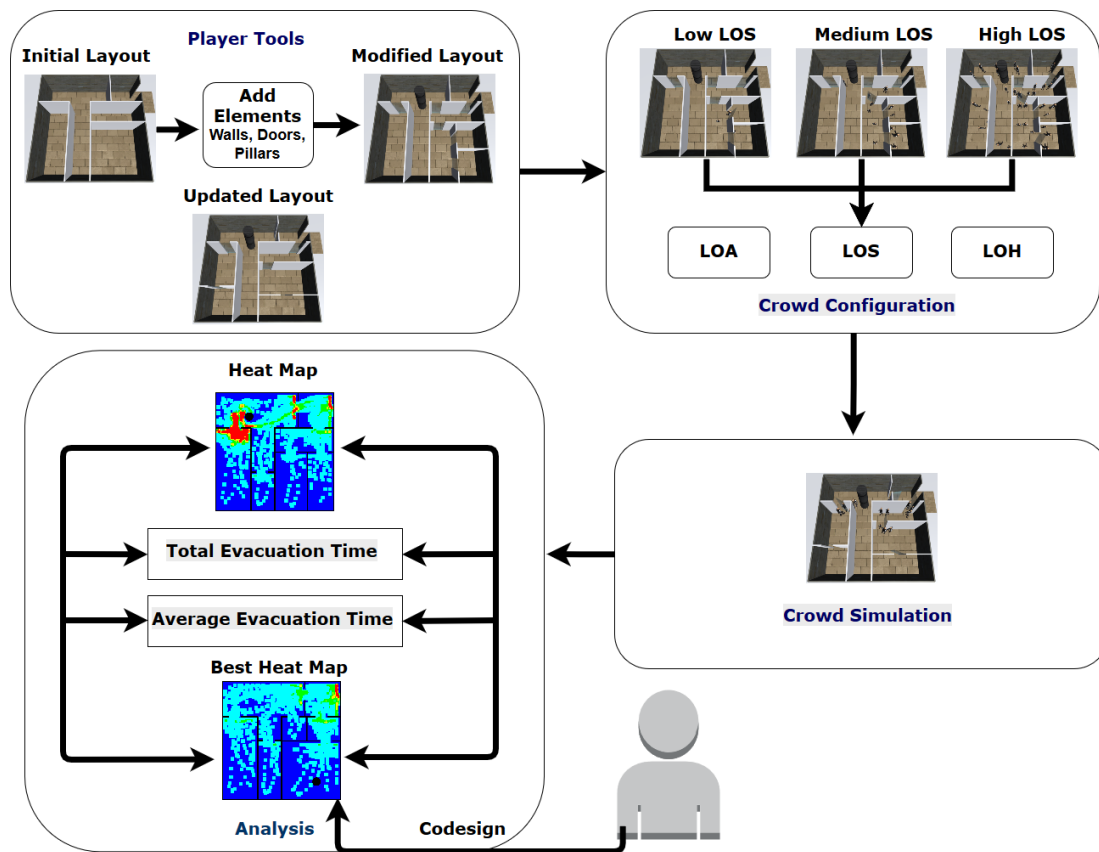 Player Tools
Initial Layout
Modified Layout
Add
Elements
Walls, Doors,
Pillars
Updated Layout
Low LOS
Medium LOS
High LOS
LOA
LOS
LOH
Crowd Configuration
Crowd Simulation
Heat Map
Total Evacuation Time
Average Evacuation Time
Best Heat Map
Analysis
Codesign